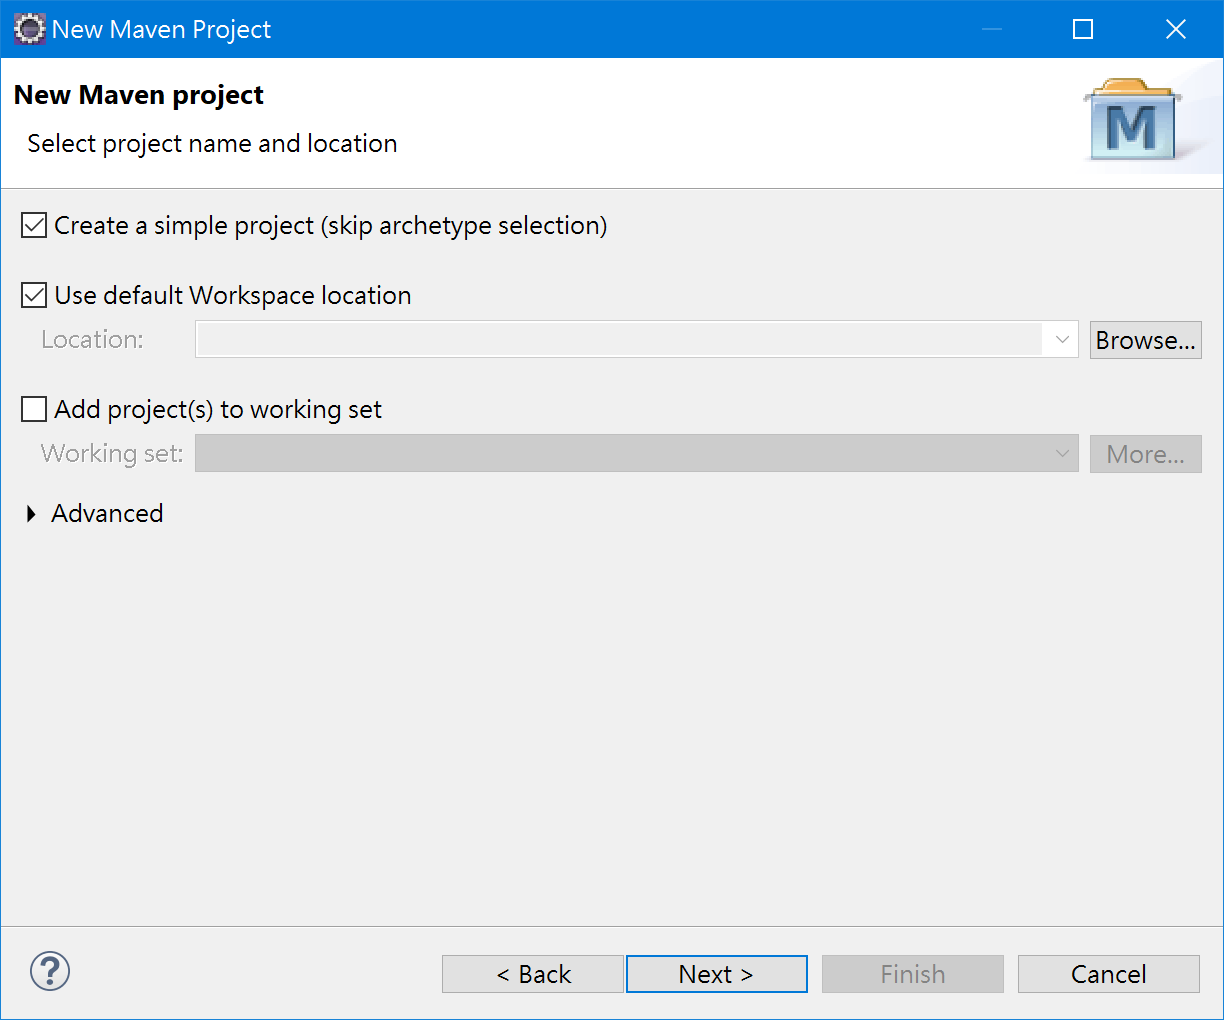 New Maven Project
New Maven project
Select project name and location
M
Create a simple project (skip archetype selection)
Use default Workspace location
Location:
Browse...
Add project(s) to working set
Working set:
More...
Advanced
?
< Back
Next >
Finish
Cancel